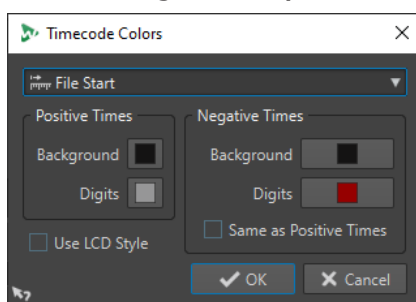 Timecode Colors
File Start
Positive Times
Negative Times
Background
Background
Digits
Digits
Use LCD Style
Same as Positive Times
OK
Cancel